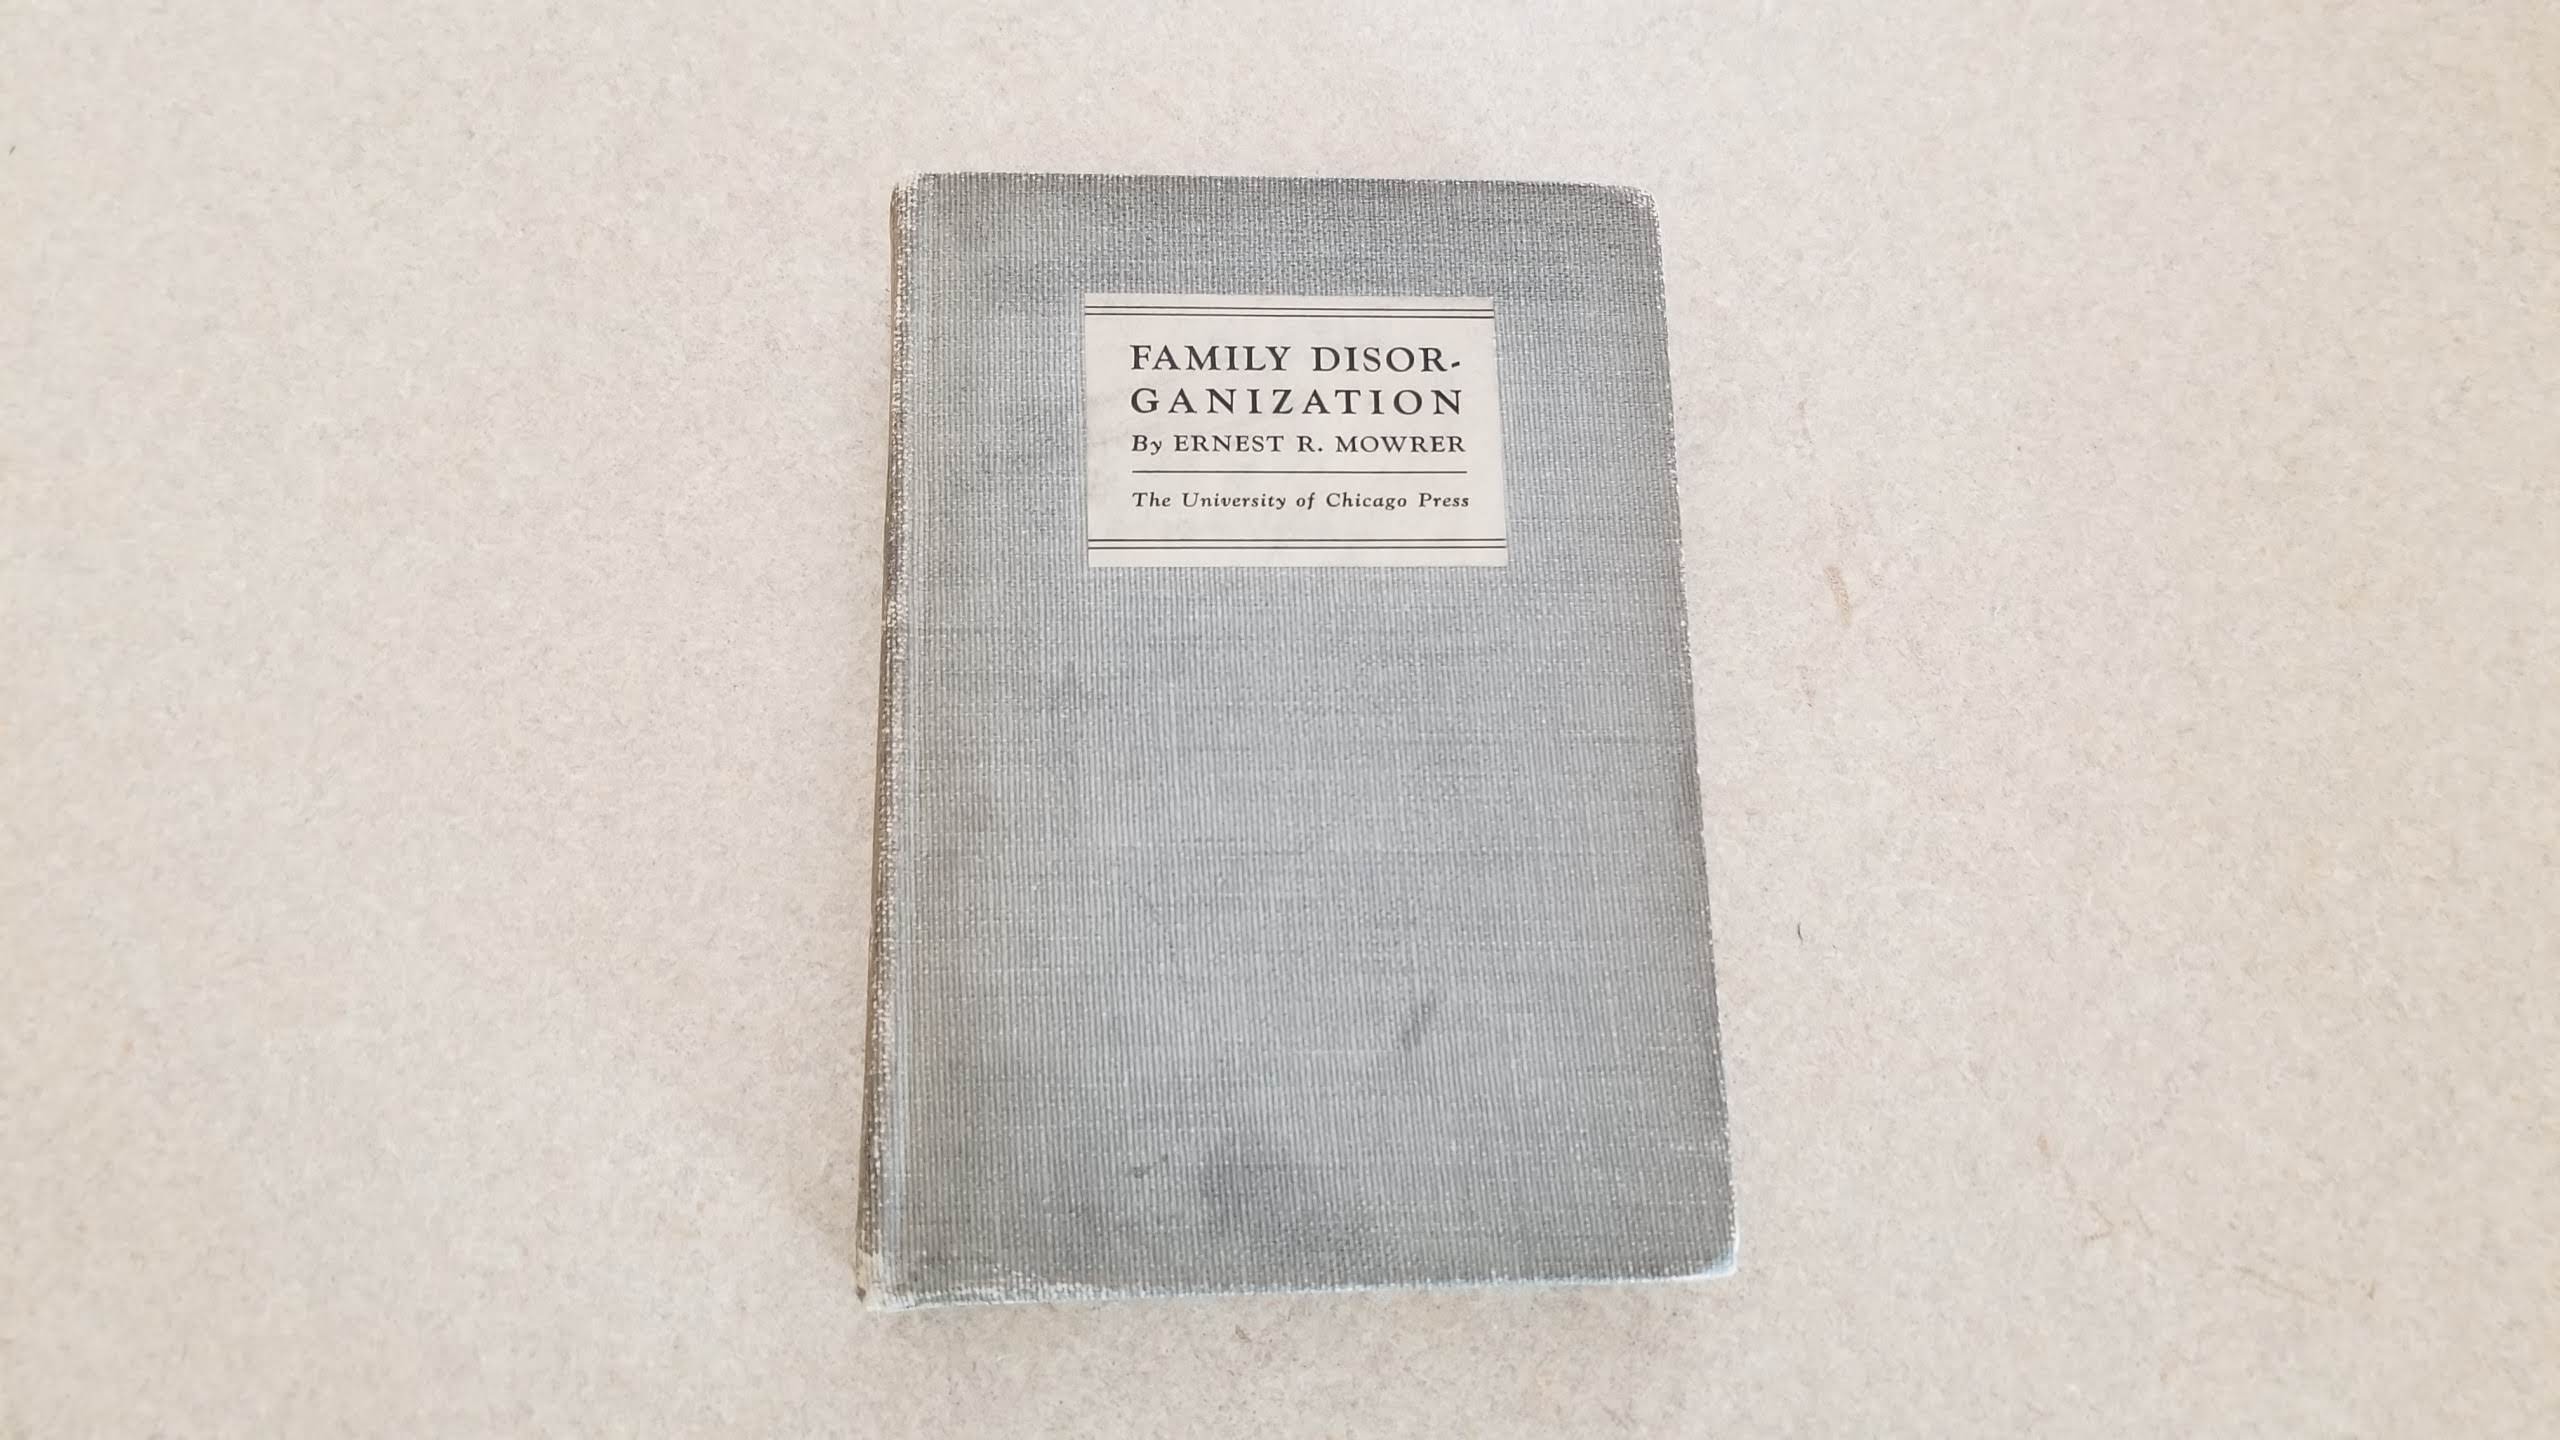 FAMILY DISOR-
GANIZATION
By ERNEST R. MOWRER
The University of Chicago Press